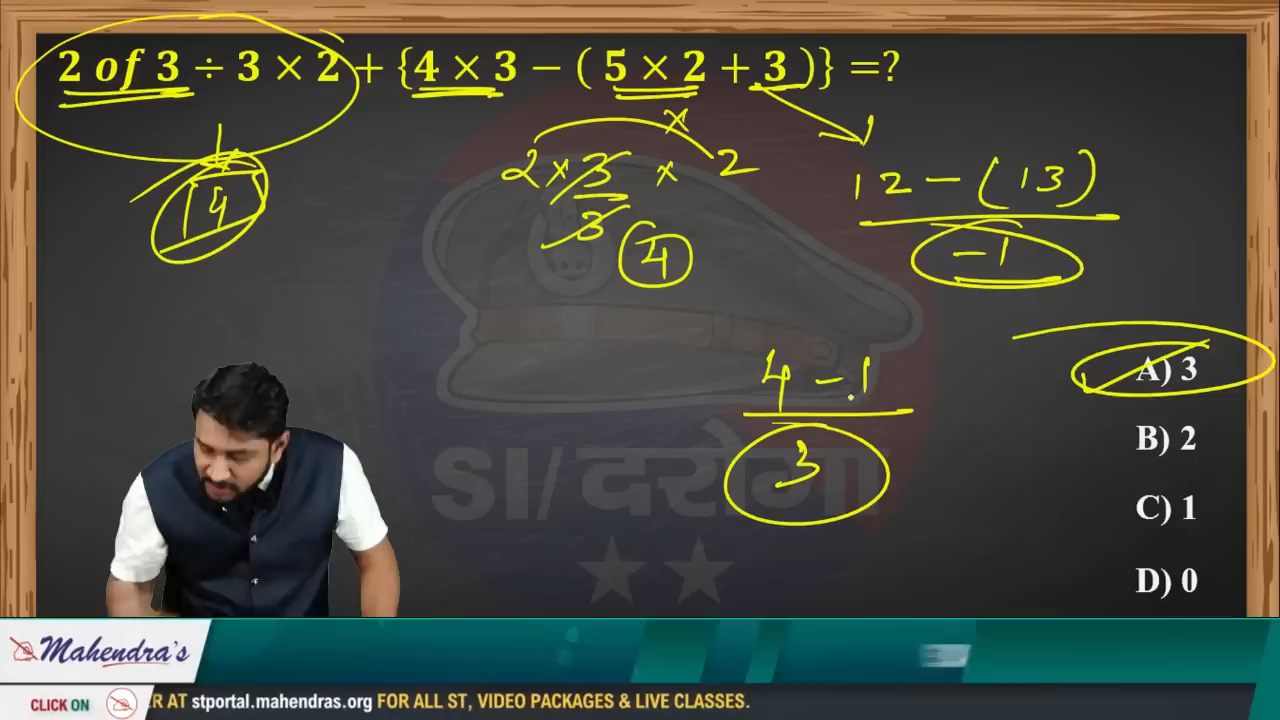 2 of 3 ÷ 3 × 2 + {4 × 3 − ( 5 × 2 + 3 )} =?
4
2 × 3 × 2
3
4
12 − (13)
−1
4 − 1
3
A) 3
B) 2
C) 1
D) 0
SI/दरोगा
Mahendra's
CLICK ON
ER AT stportal.mahendras.org FOR ALL ST, VIDEO PACKAGES & LIVE CLASSES.